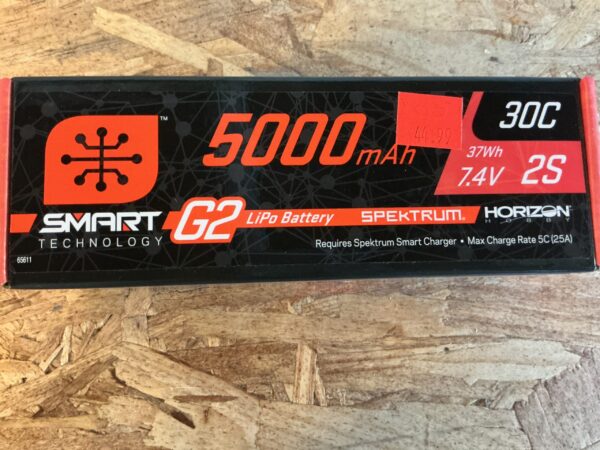 5000mAh
44.99
30C
37Wh
7.4V 2S
SMART
TECHNOLOGY
™
G2 LiPo Battery
SPEKTRUM®
HORIZON
HOBBY
Requires Spektrum Smart Charger • Max Charge Rate 5C (25A)
65611